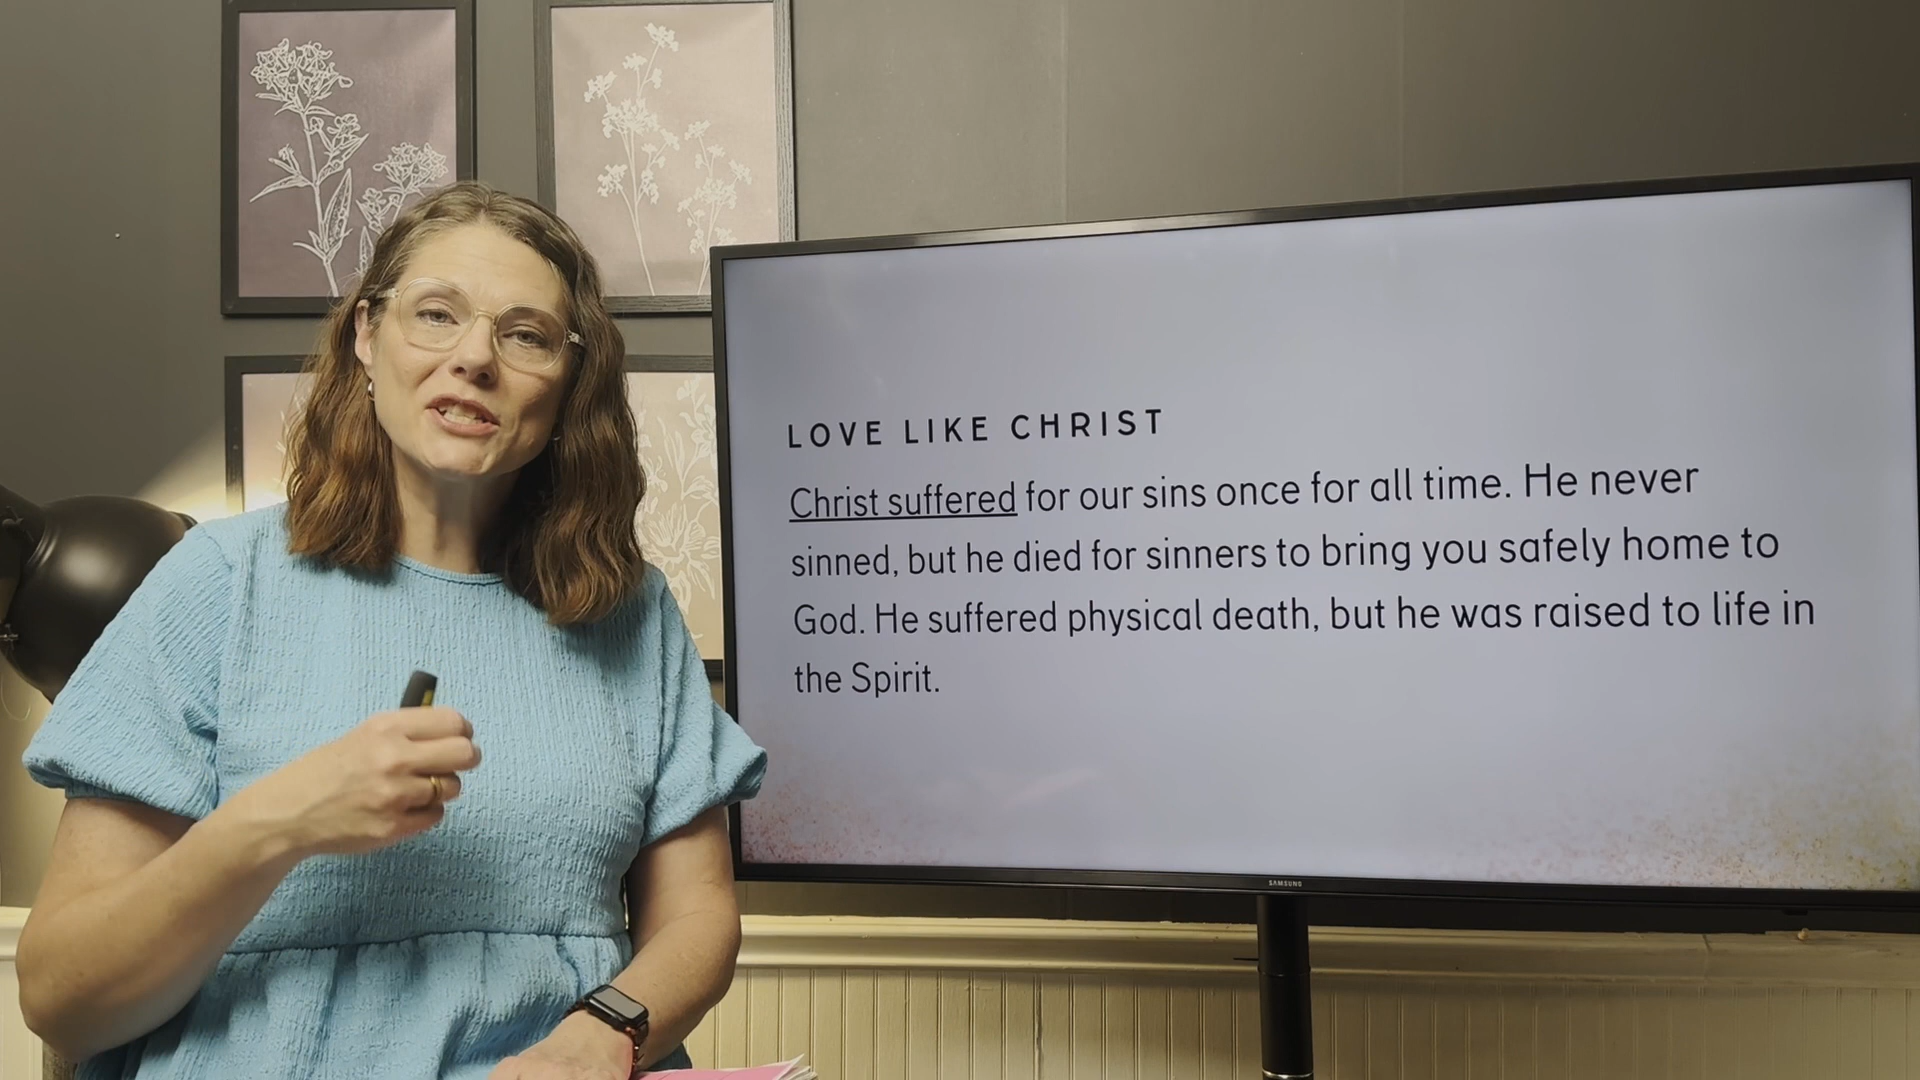 LOVE LIKE CHRIST
Christ suffered for our sins once for all time. He never
sinned, but he died for sinners to bring you safely home to
God. He suffered physical death, but he was raised to life in
the Spirit.
SAMSUNG